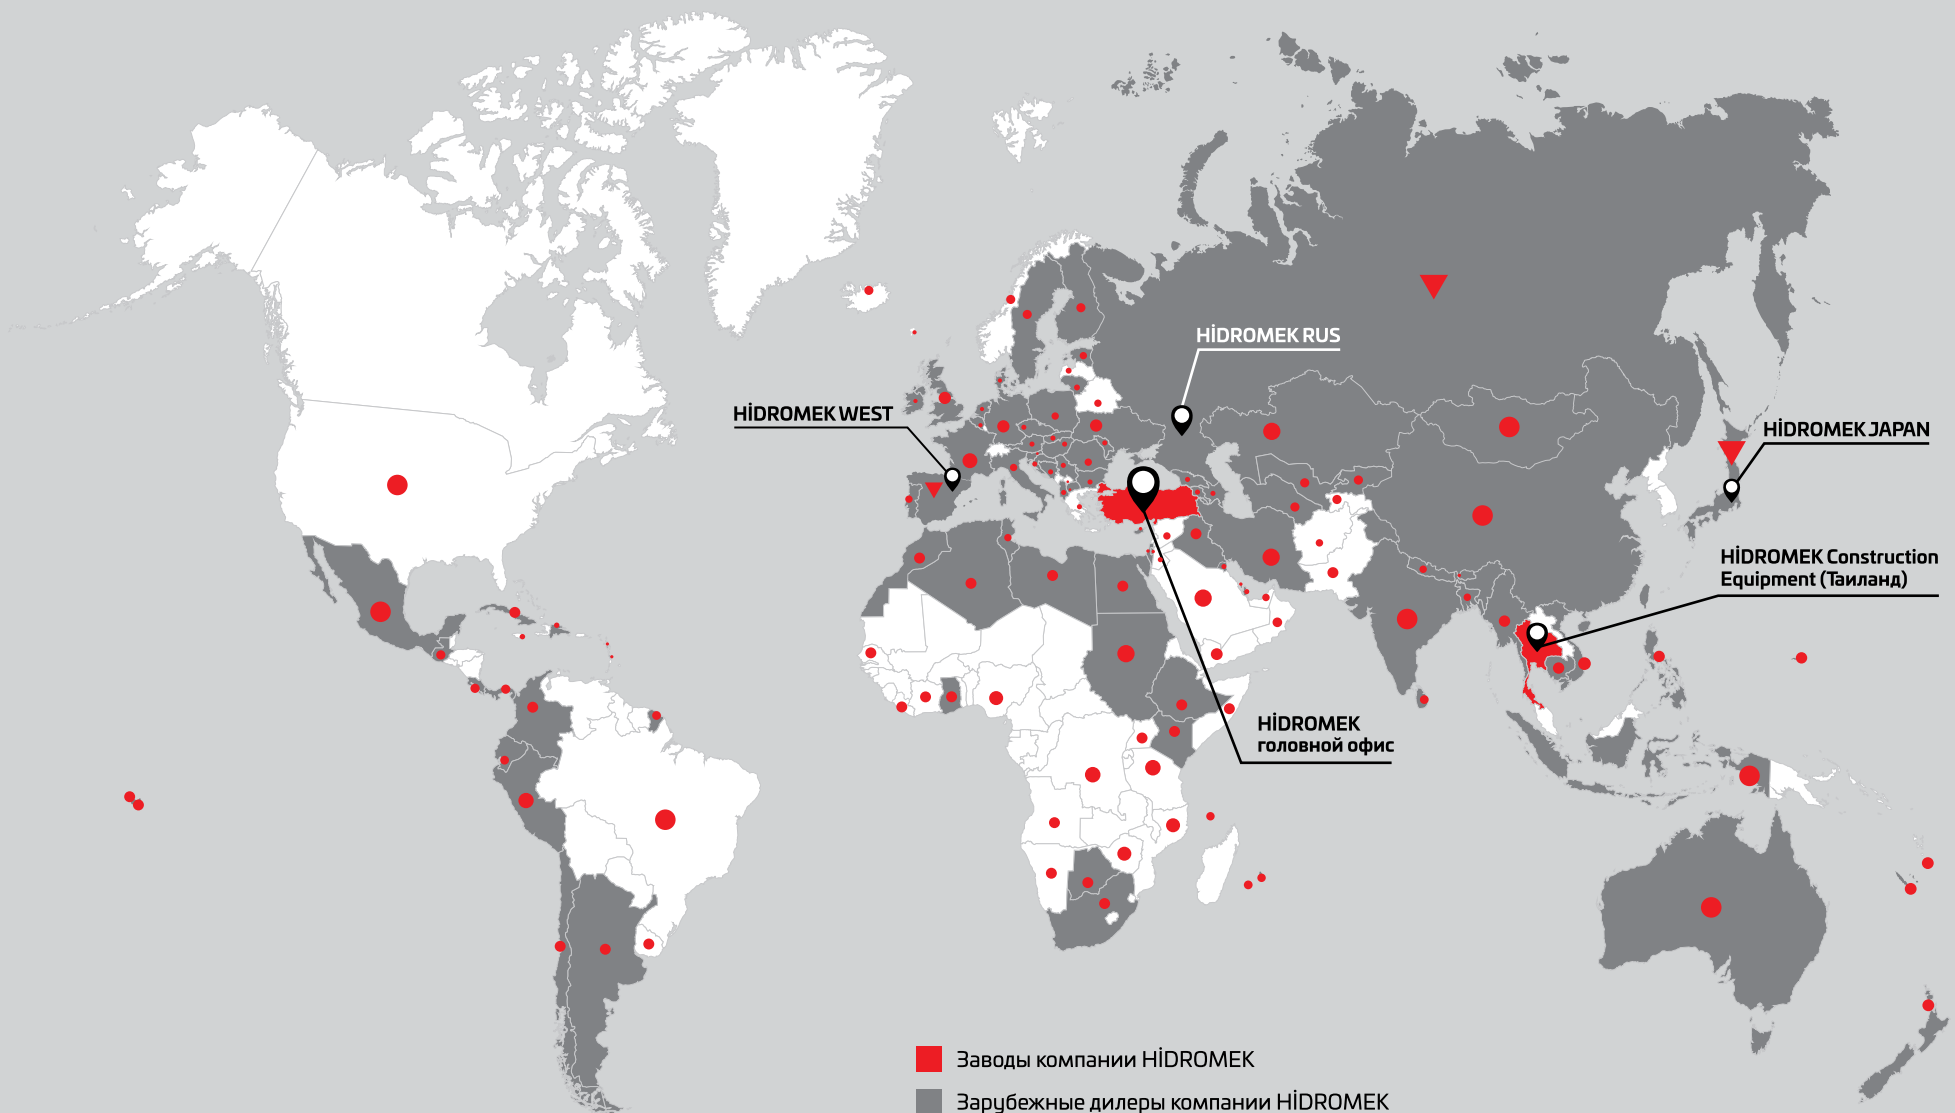 HİDROMEK RUS
HİDROMEK WEST
HİDROMEK JAPAN
HİDROMEK Construction
Equipment (Таиланд)
HİDROMEK
головной офис
Заводы компании HİDROMEK
Зарубежные дилеры компании HİDROMEK